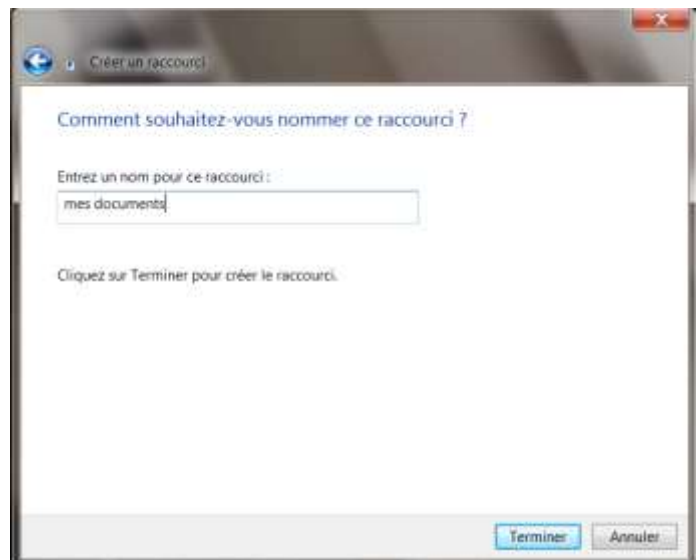 Créer un raccourci
Comment souhaitez-vous nommer ce raccourci ?
Entrez un nom pour ce raccourci :
mes documents
Cliquez sur Terminer pour créer le raccourci.
Terminer Annuler